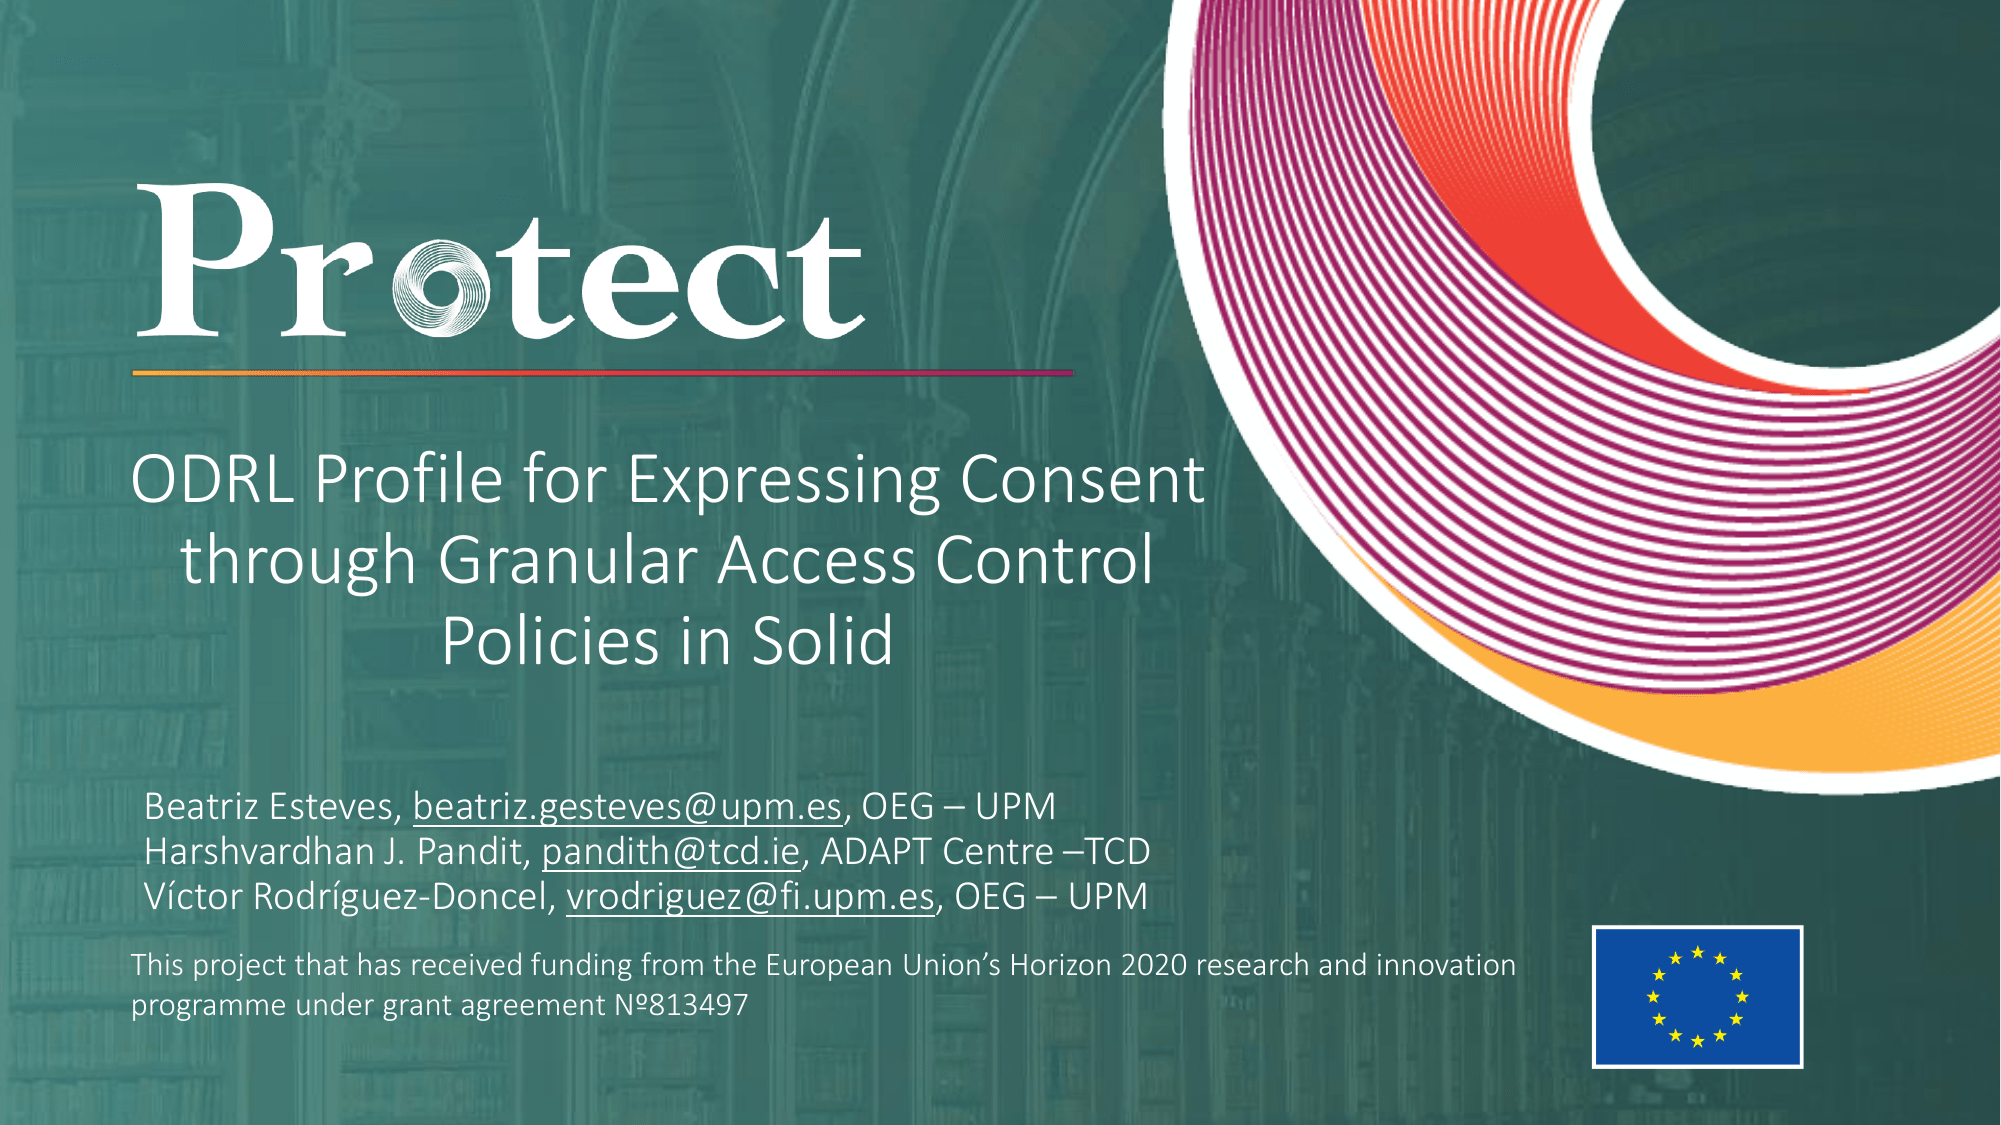 Protect
ODRL Profile for Expressing Consent
through Granular Access Control
Policies in Solid
Beatriz Esteves, beatriz.gesteves@upm.es, OEG – UPM
Harshvardhan J. Pandit, pandith@tcd.ie, ADAPT Centre –TCD
Víctor Rodríguez-Doncel, vrodriguez@fi.upm.es, OEG – UPM
This project that has received funding from the European Union’s Horizon 2020 research and innovation
programme under grant agreement Nº813497